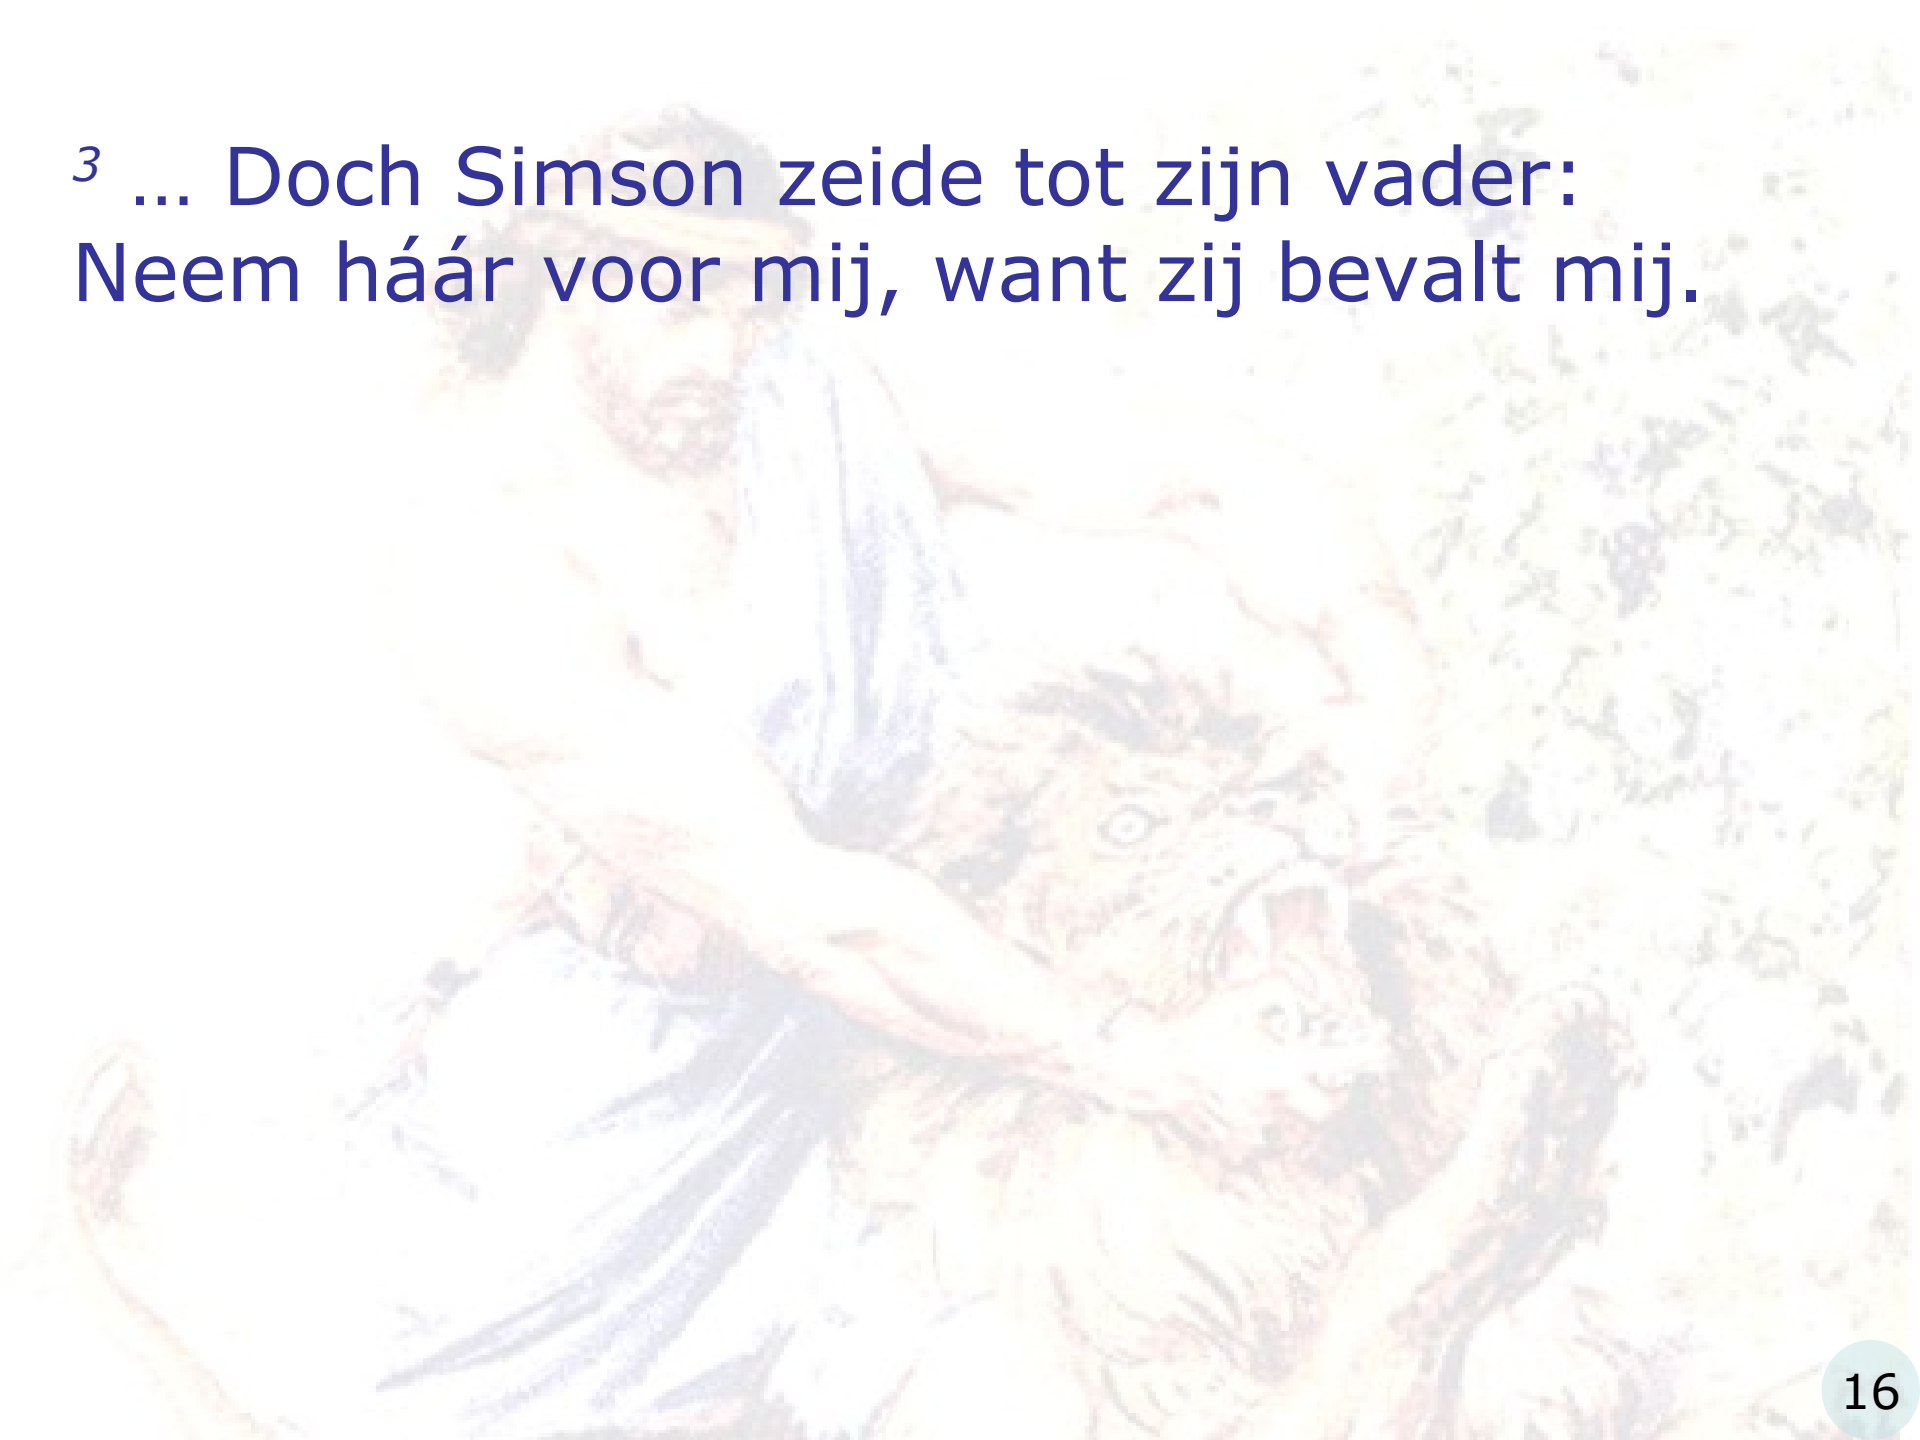 3 … Doch Simson zeide tot zijn vader:
Neem háár voor mij, want zij bevalt mij.
16